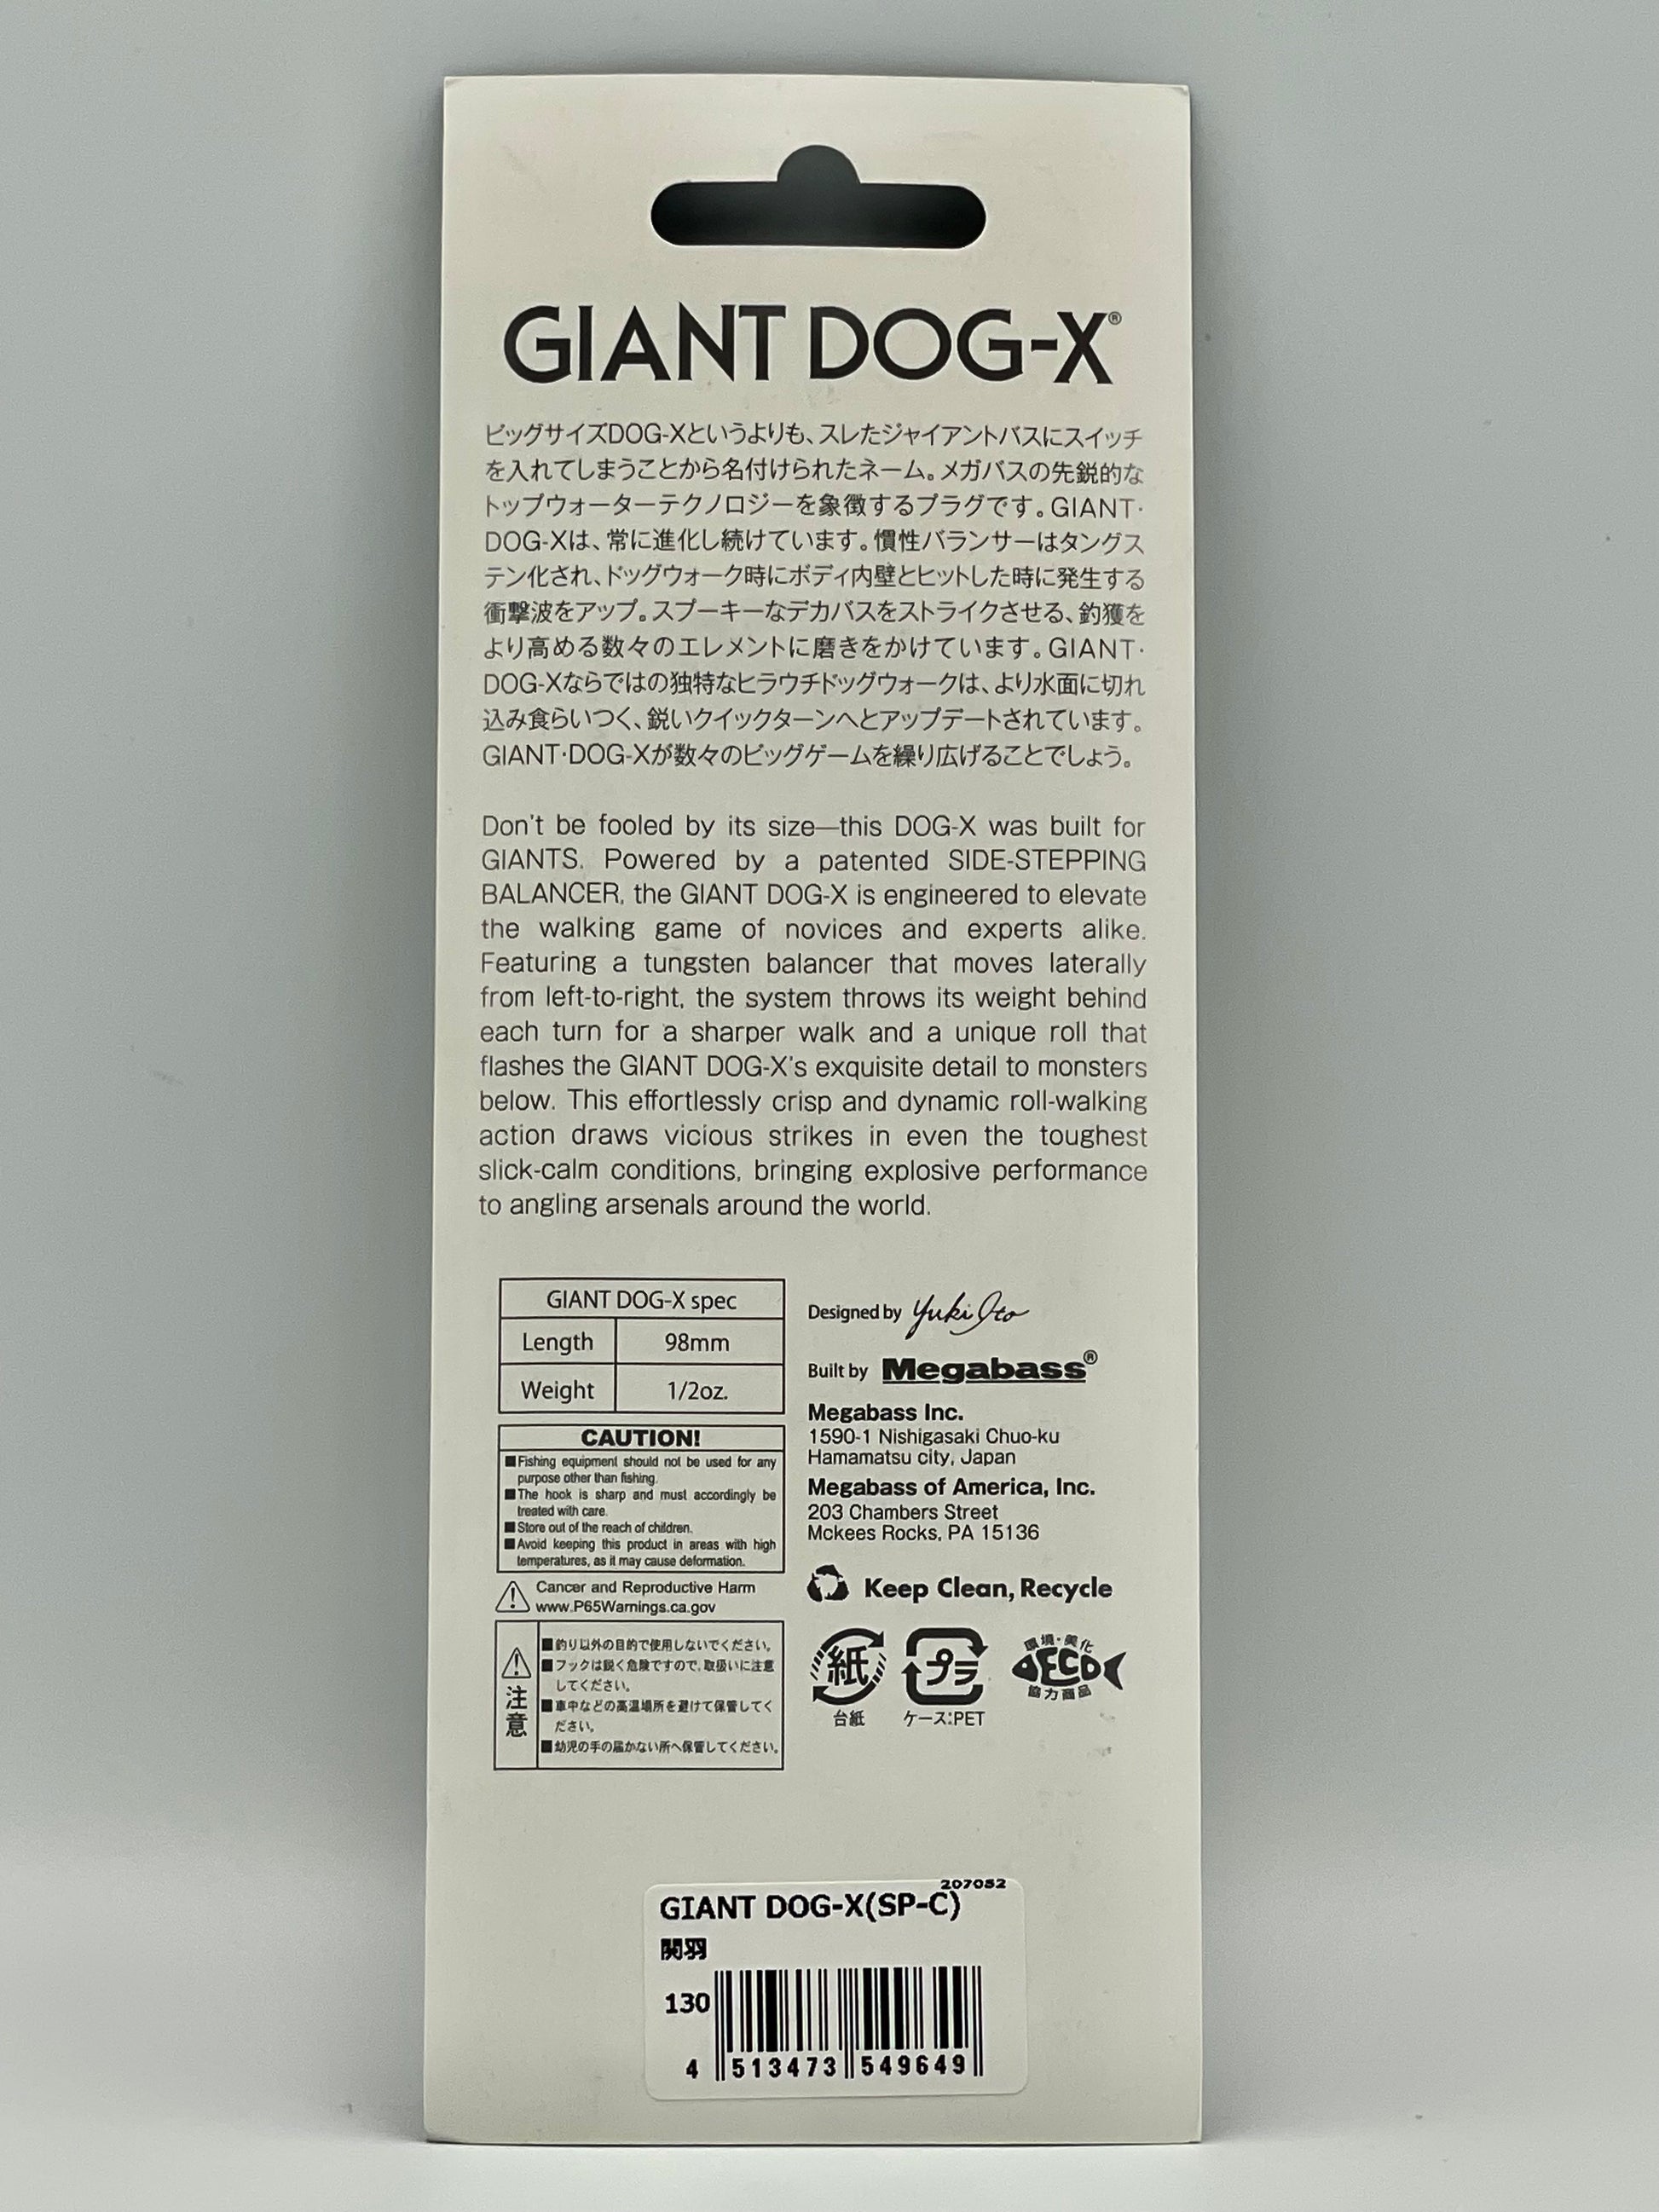 GIANT DOG-X®
ビッグサイズDOG-Xというよりも、スレたジャイアントバスにスイッチ
を入れてしまうことから名付けられたネーム。メガバスの先鋭的な
トップウォーターテクノロジーを象徴するプラグです。GIANT·
DOG-Xは、常に進化し続けています。慣性バランサーはタングス
テン化され、ドッグウォーク時にボディ内壁とヒットした時に発生する
衝撃波をアップ。スプーキーなデカバスをストライクさせる、釣獲を
より高める数々のエレメントに磨きをかけています。GIANT·
DOG-Xならではの独特なヒラウチドッグウォークは、より水面に切れ
込み食らいつく、鋭いクイックターンへとアップデートされています。
GIANT·DOG-Xが数々のビッグゲームを繰り広げることでしょう。
Don't be fooled by its size—this DOG-X was built for
GIANTS. Powered by a patented SIDE-STEPPING
BALANCER, the GIANT DOG-X is engineered to elevate
the walking game of novices and experts alike.
Featuring a tungsten balancer that moves laterally
from left-to-right, the system throws its weight behind
each turn for a sharper walk and a unique roll that
flashes the GIANT DOG-X's exquisite detail to monsters
below. This effortlessly crisp and dynamic roll-walking
action draws vicious strikes in even the toughest
slick-calm conditions, bringing explosive performance
to angling arsenals around the world.
GIANT DOG-X spec
Length 98mm
Weight 1/2oz.
CAUTION!
■Fishing equipment should not be used for any
purpose other than fishing.
■The hook is sharp and must accordingly be
treated with care.
■Store out of the reach of children.
■Avoid keeping this product in areas with high
temperatures, as it may cause deformation.
Cancer and Reproductive Harm
www.P65Warnings.ca.gov
注意
■釣り以外の目的で使用しないでください。
■フックは鋭く危険ですので、取扱いに注意
してください。
■車中などの高温場所を避けて保管してく
ださい。
■幼児の手の届かない所へ保管してください。
Designed by Yuki Ito
Built by Megabass®
Megabass Inc.
1590-1 Nishigasaki Chuo-ku
Hamamatsu city, Japan
Megabass of America, Inc.
203 Chambers Street
Mckees Rocks, PA 15136
Keep Clean, Recycle
紙
台紙
プラ
ケース:PET
環境·美化
ECO
協力商品
207052
GIANT DOG-X(SP-C)
関羽
130
4 513473 549649